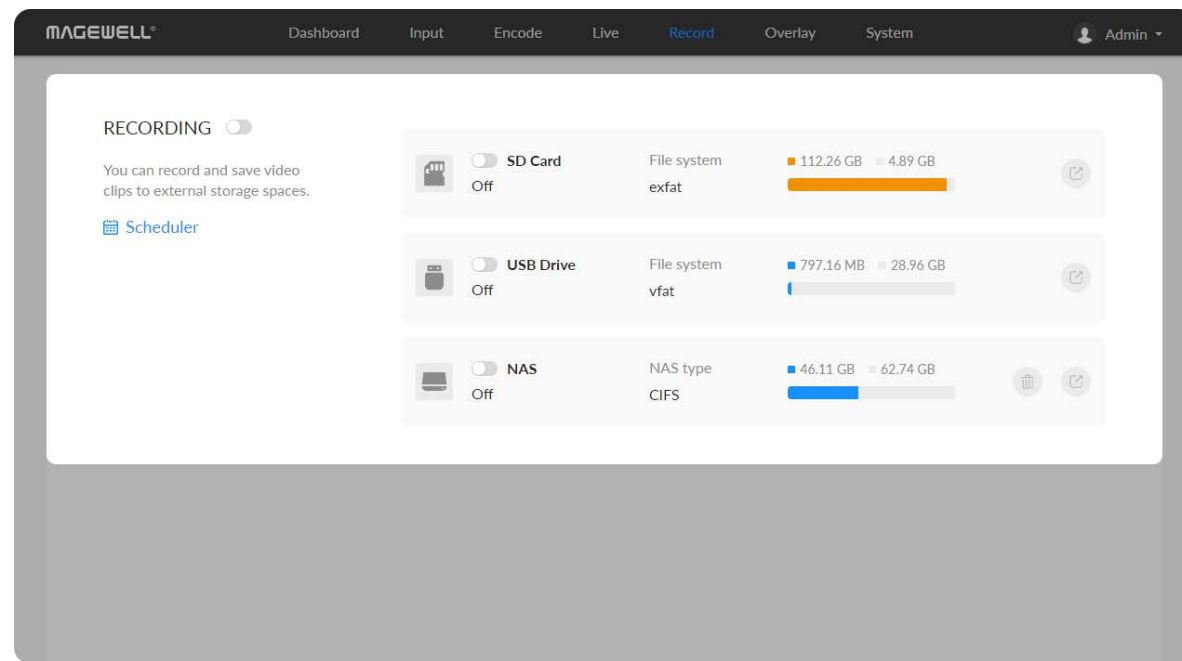 MAGEWELL®
Dashboard Input Encode Live Record Overlay System Admin
RECORDING
You can record and save video
clips to external storage spaces.
Scheduler
SD Card
Off
File system
exfat
112.26 GB 4.89 GB
USB Drive
Off
File system
vfat
797.16 MB 28.96 GB
NAS
Off
NAS type
CIFS
46.11 GB 62.74 GB